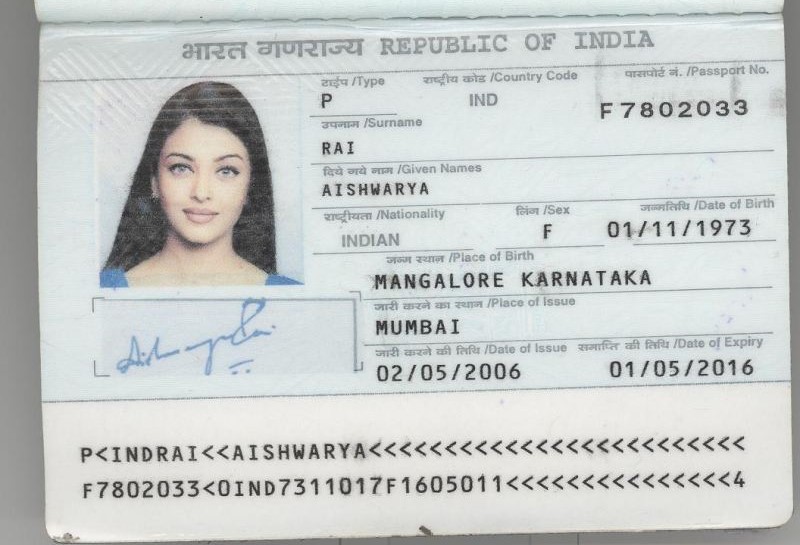 भारत गणराज्य REPUBLIC OF INDIA
टाईप /Type राष्ट्रीय कोड /Country Code पासपोर्ट नं. /Passport No.
P IND F7802033
उपनाम /Surname
RAI
दिये गये नाम /Given Names
AISHWARYA
राष्ट्रीयता /Nationality लिंग /Sex जन्मतिथि /Date of Birth
INDIAN F 01/11/1973
जन्म स्थान /Place of Birth
MANGALORE KARNATAKA
जारी करने का स्थान /Place of Issue
MUMBAI
जारी करने की तिथि /Date of Issue समाप्ति की तिथि /Date of Expiry
02/05/2006 01/05/2016
Aishwarya Rai
P<INDRAI<<AISHWARYA<<<<<<<<<<<<<<<<<<<<<<<<<
F7802033<0IND7311017F1605011<<<<<<<<<<<<<<<4